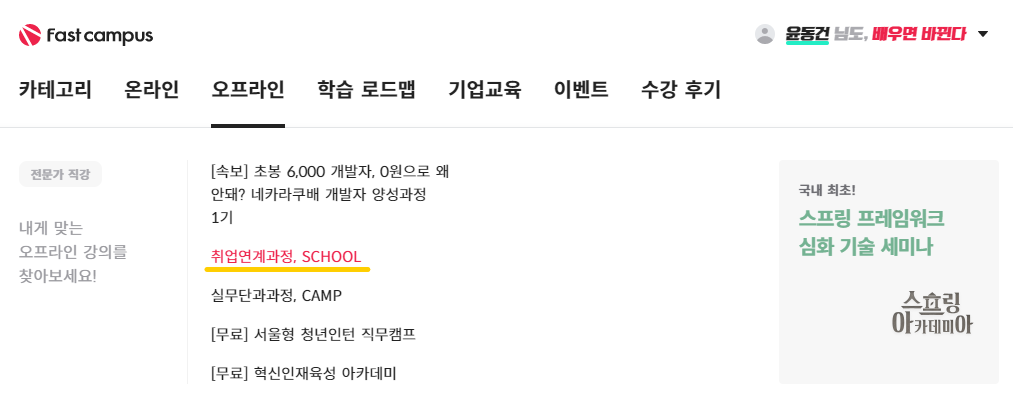 Fast campus
윤동건 님도, 배우면 바뀐다
카테고리 온라인 오프라인 학습 로드맵 기업교육 이벤트 수강 후기
전문가 직강
내게 맞는
오프라인 강의를
찾아보세요!
[속보] 초봉 6,000 개발자, 0원으로 왜
안돼? 네카라쿠배 개발자 양성과정
1기
취업연계과정, SCHOOL
실무단과과정, CAMP
[무료] 서울형 청년인턴 직무캠프
[무료] 혁신인재육성 아카데미
국내 최초!
스프링 프레임워크
심화 기술 세미나
스프링
아카데미아